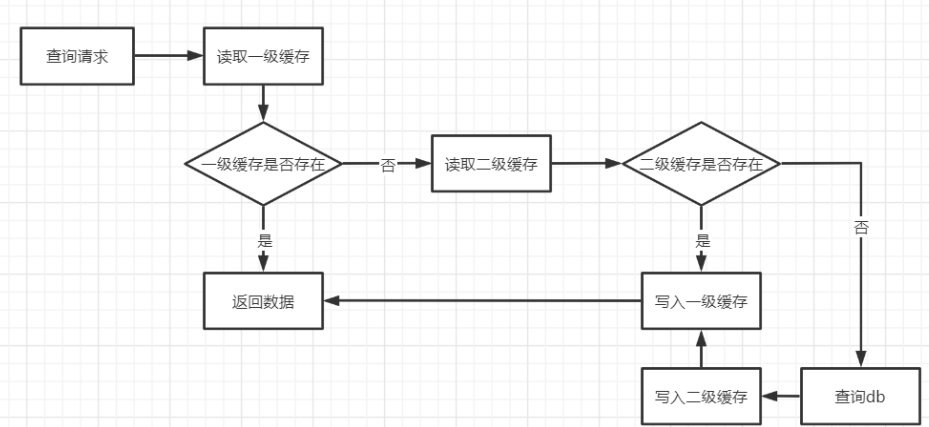 查询请求
读取一级缓存
一级缓存是否存在
否
读取二级缓存
二级缓存是否存在
否
是
是
返回数据
写入一级缓存
写入二级缓存
查询db